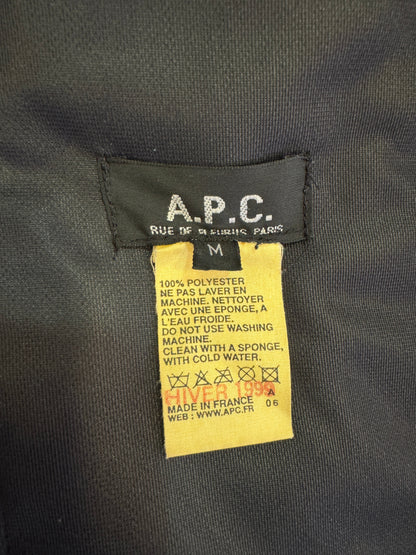 A.P.C.
RUE DE FLEURUS PARIS
M
100% POLYESTER
NE PAS LAVER EN
MACHINE. NETTOYER
AVEC UNE EPONGE, A
L'EAU FROIDE.
DO NOT USE WASHING
MACHINE.
CLEAN WITH A SPONGE,
WITH COLD WATER.
A
HIVER 1999
MADE IN FRANCE 06
WEB : WWW.APC.FR